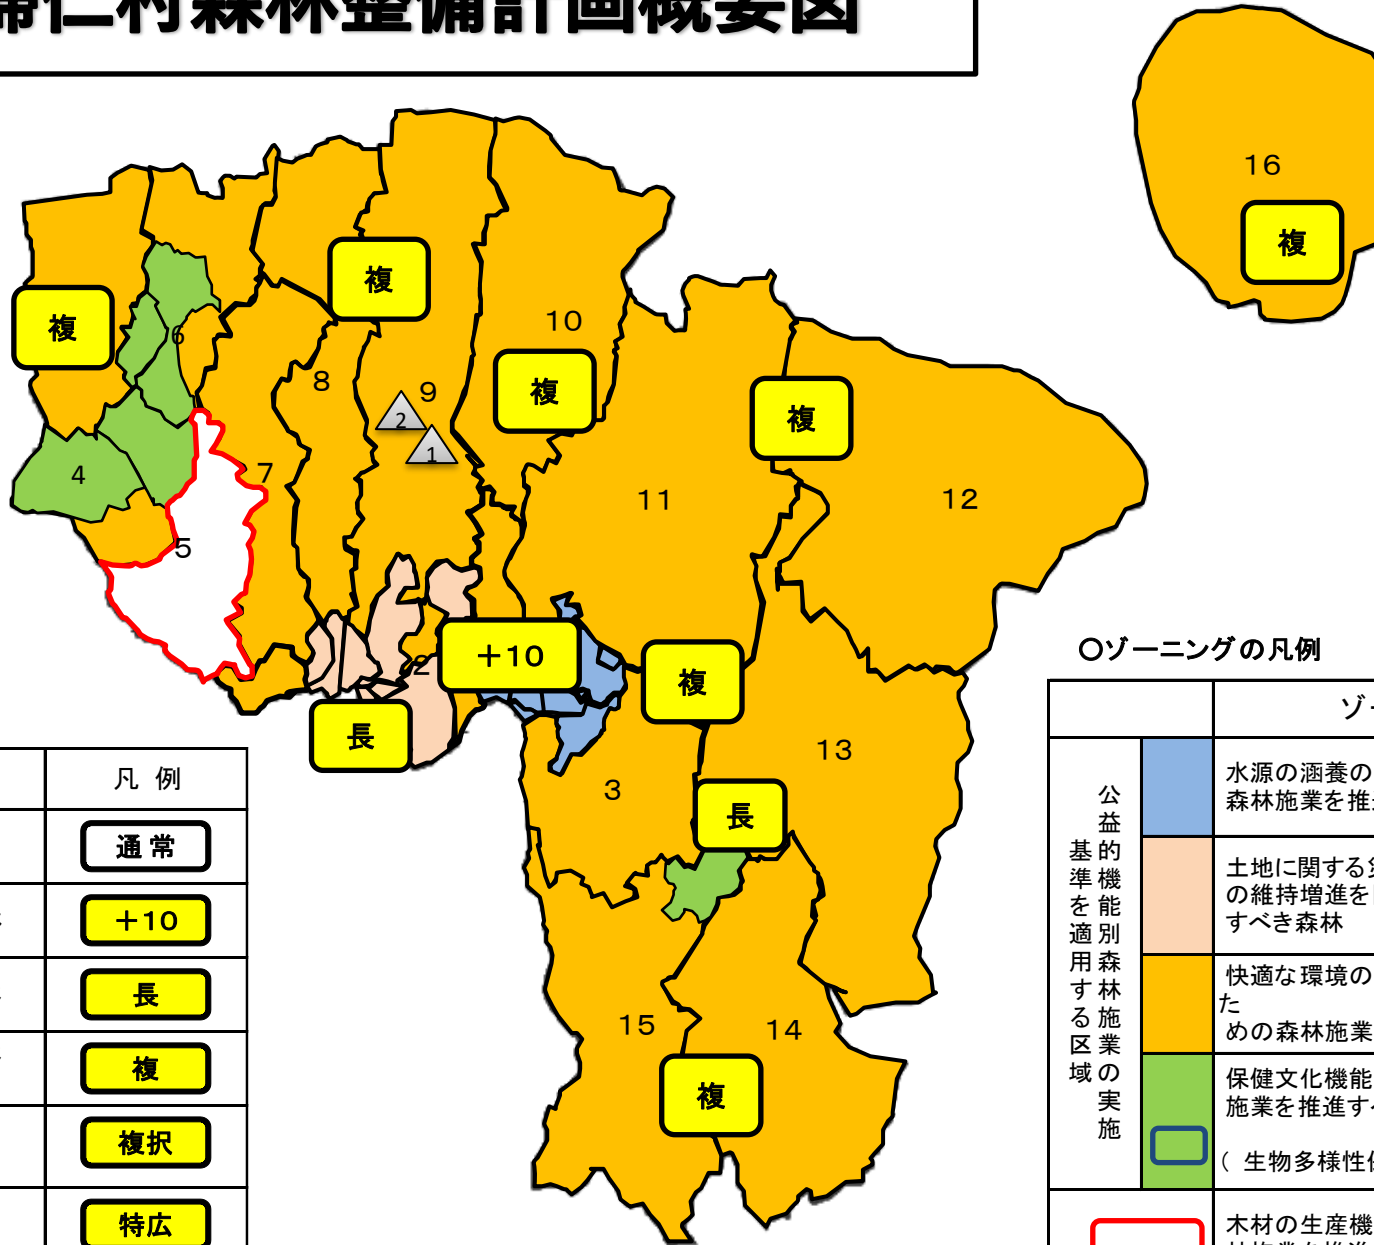 帰仁村森林整備計画概要図
16
複
複
複
10
6
8
9
複
複
2
1
4
7
11
12
5
＋10
2
複
長
13
3
長
15
14
複
凡 例
通常
＋10
長
複
複択
特広
○ゾーニングの凡例
ゾ
公益的機能別森林施業の実施
基準を適用する区域
水源の涵養の
森林施業を推
土地に関する
の維持増進を
すべき森林
快適な環境の
た
めの森林施業
保健文化機能
施業を推進す
（ 生物多様性
木材の生産機